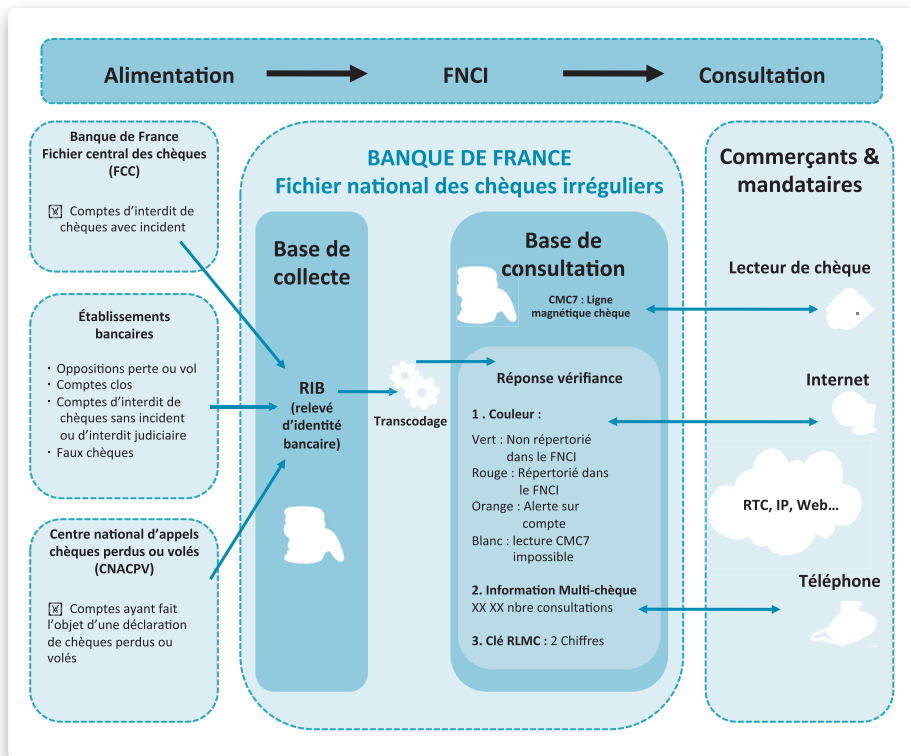 Alimentation
FNCI
Consultation
Banque de France
Fichier central des chèques
(FCC)
Comptes d'interdit de
chèques avec incident
Établissements
bancaires
· Oppositions perte ou vol
· Comptes clos
· Comptes d'interdit de
chèques sans incident
ou d'interdit judiciaire
· Faux chèques
Centre national d'appels
chèques perdus ou volés
(CNACPV)
Comptes ayant fait
l'objet d'une déclaration
de chèques perdus ou
volés
BANQUE DE FRANCE
Fichier national des chèques irréguliers
Base de
collecte
RIB
(relevé
d'identité
bancaire)
Transcodage
Base de
consultation
CMC7 : Ligne
magnétique chèque
Réponse vérifiance
1 . Couleur :
Vert : Non répertorié
dans le FNCI
Rouge : Répertorié dans
le FNCI
Orange : Alerte sur
compte
Blanc : lecture CMC7
impossible
2. Information Multi-chèque
XX XX nbre consultations
3. Clé RLMC : 2 Chiffres
Commerçants &
mandataires
Lecteur de chèque
Internet
RTC, IP, Web...
Téléphone